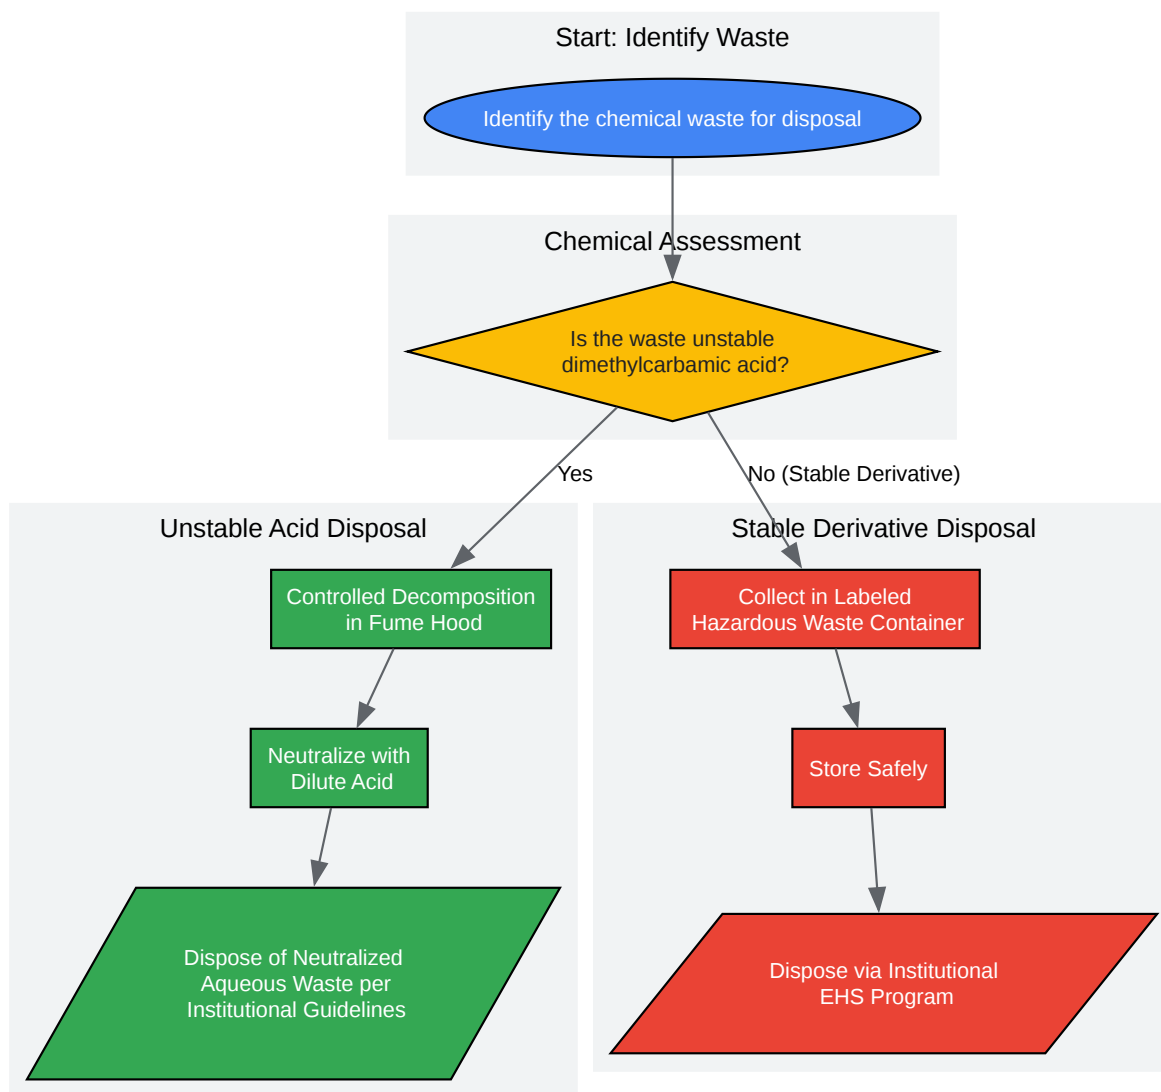 Start: Identify Waste
Identify the chemical waste for disposal
Chemical Assessment
Is the waste unstable
dimethylcarbamic acid?
Yes
No (Stable Derivative)
Unstable Acid Disposal
Controlled Decomposition
in Fume Hood
Neutralize with
Dilute Acid
Dispose of Neutralized
Aqueous Waste per
Institutional Guidelines
Stable Derivative Disposal
Collect in Labeled
Hazardous Waste Container
Store Safely
Dispose via Institutional
EHS Program